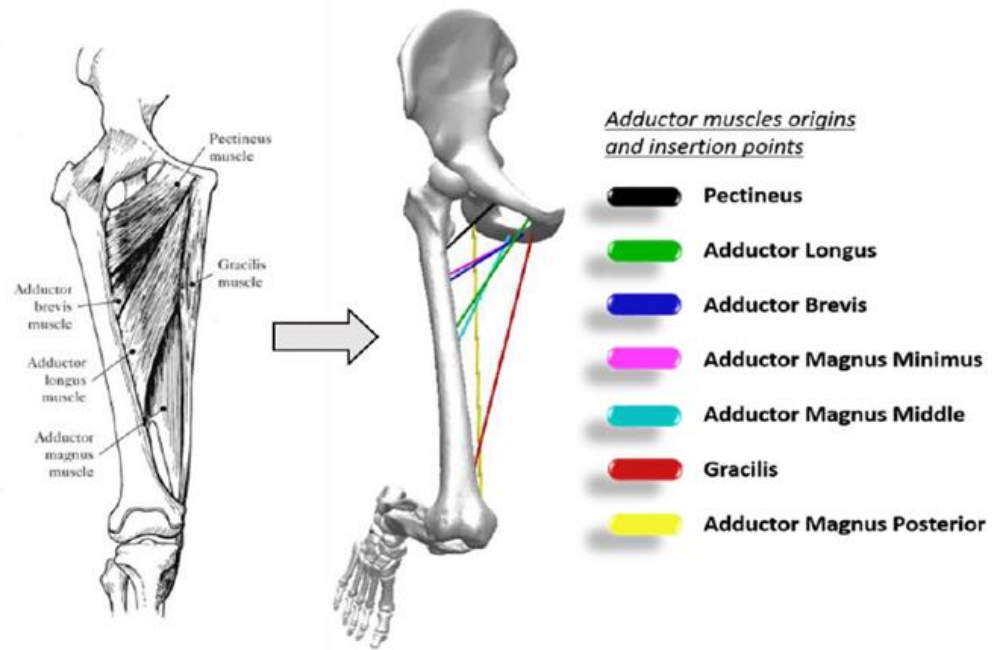 Pectineus
muscle
Gracilis
muscle
Adductor
brevis
muscle
Adductor
longus
muscle
Adductor
magnus
muscle
Adductor muscles origins
and insertion points
Pectineus
Adductor Longus
Adductor Brevis
Adductor Magnus Minimus
Adductor Magnus Middle
Gracilis
Adductor Magnus Posterior